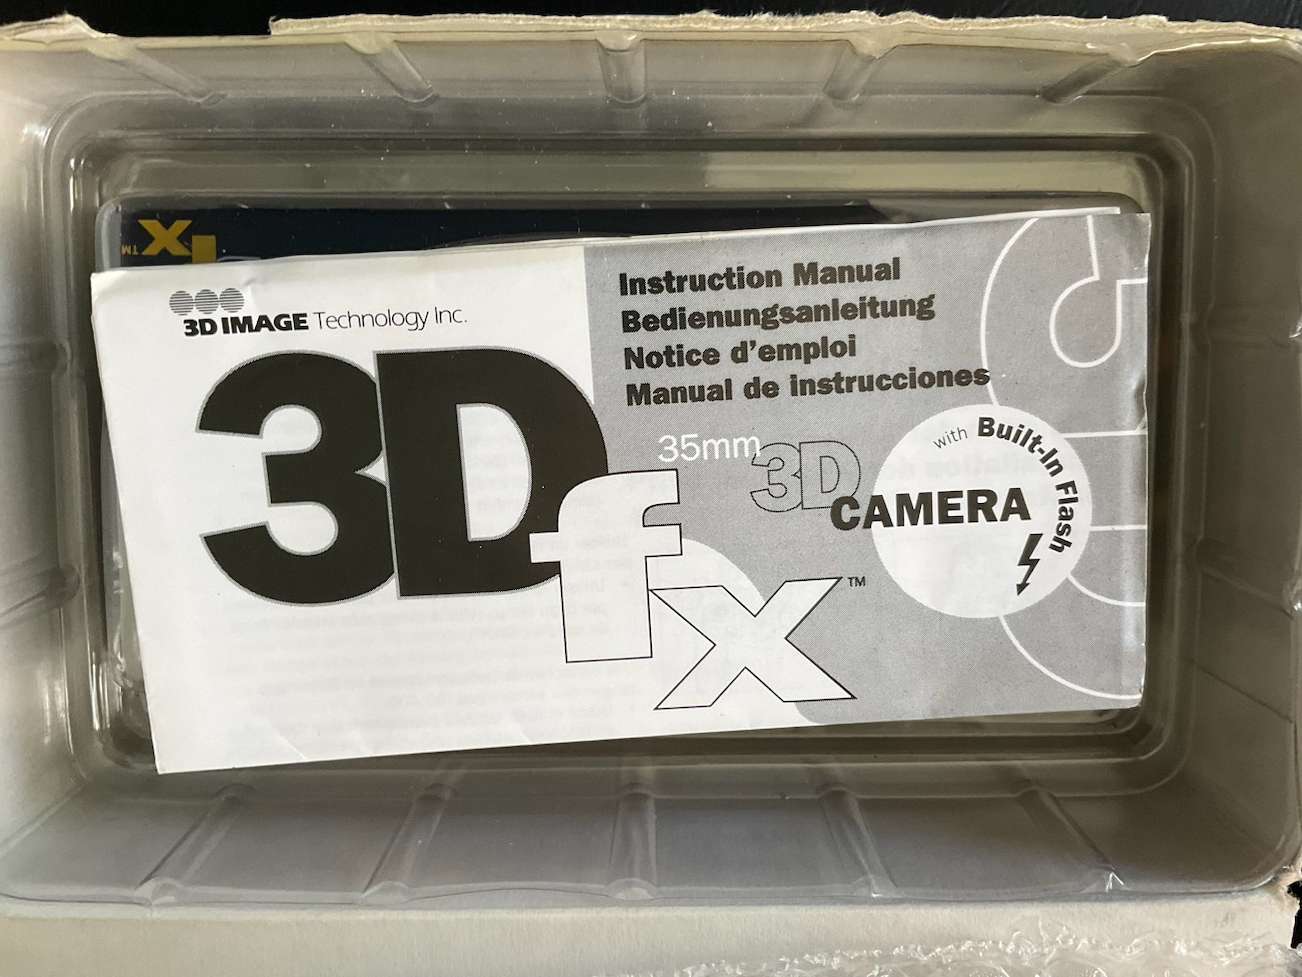 x™
3D IMAGE Technology Inc.
3D
fx™
Instruction Manual
Bedienungsanleitung
Notice d'emploi
Manual de instrucciones
35mm
3D
CAMERA
with Built-In Flash